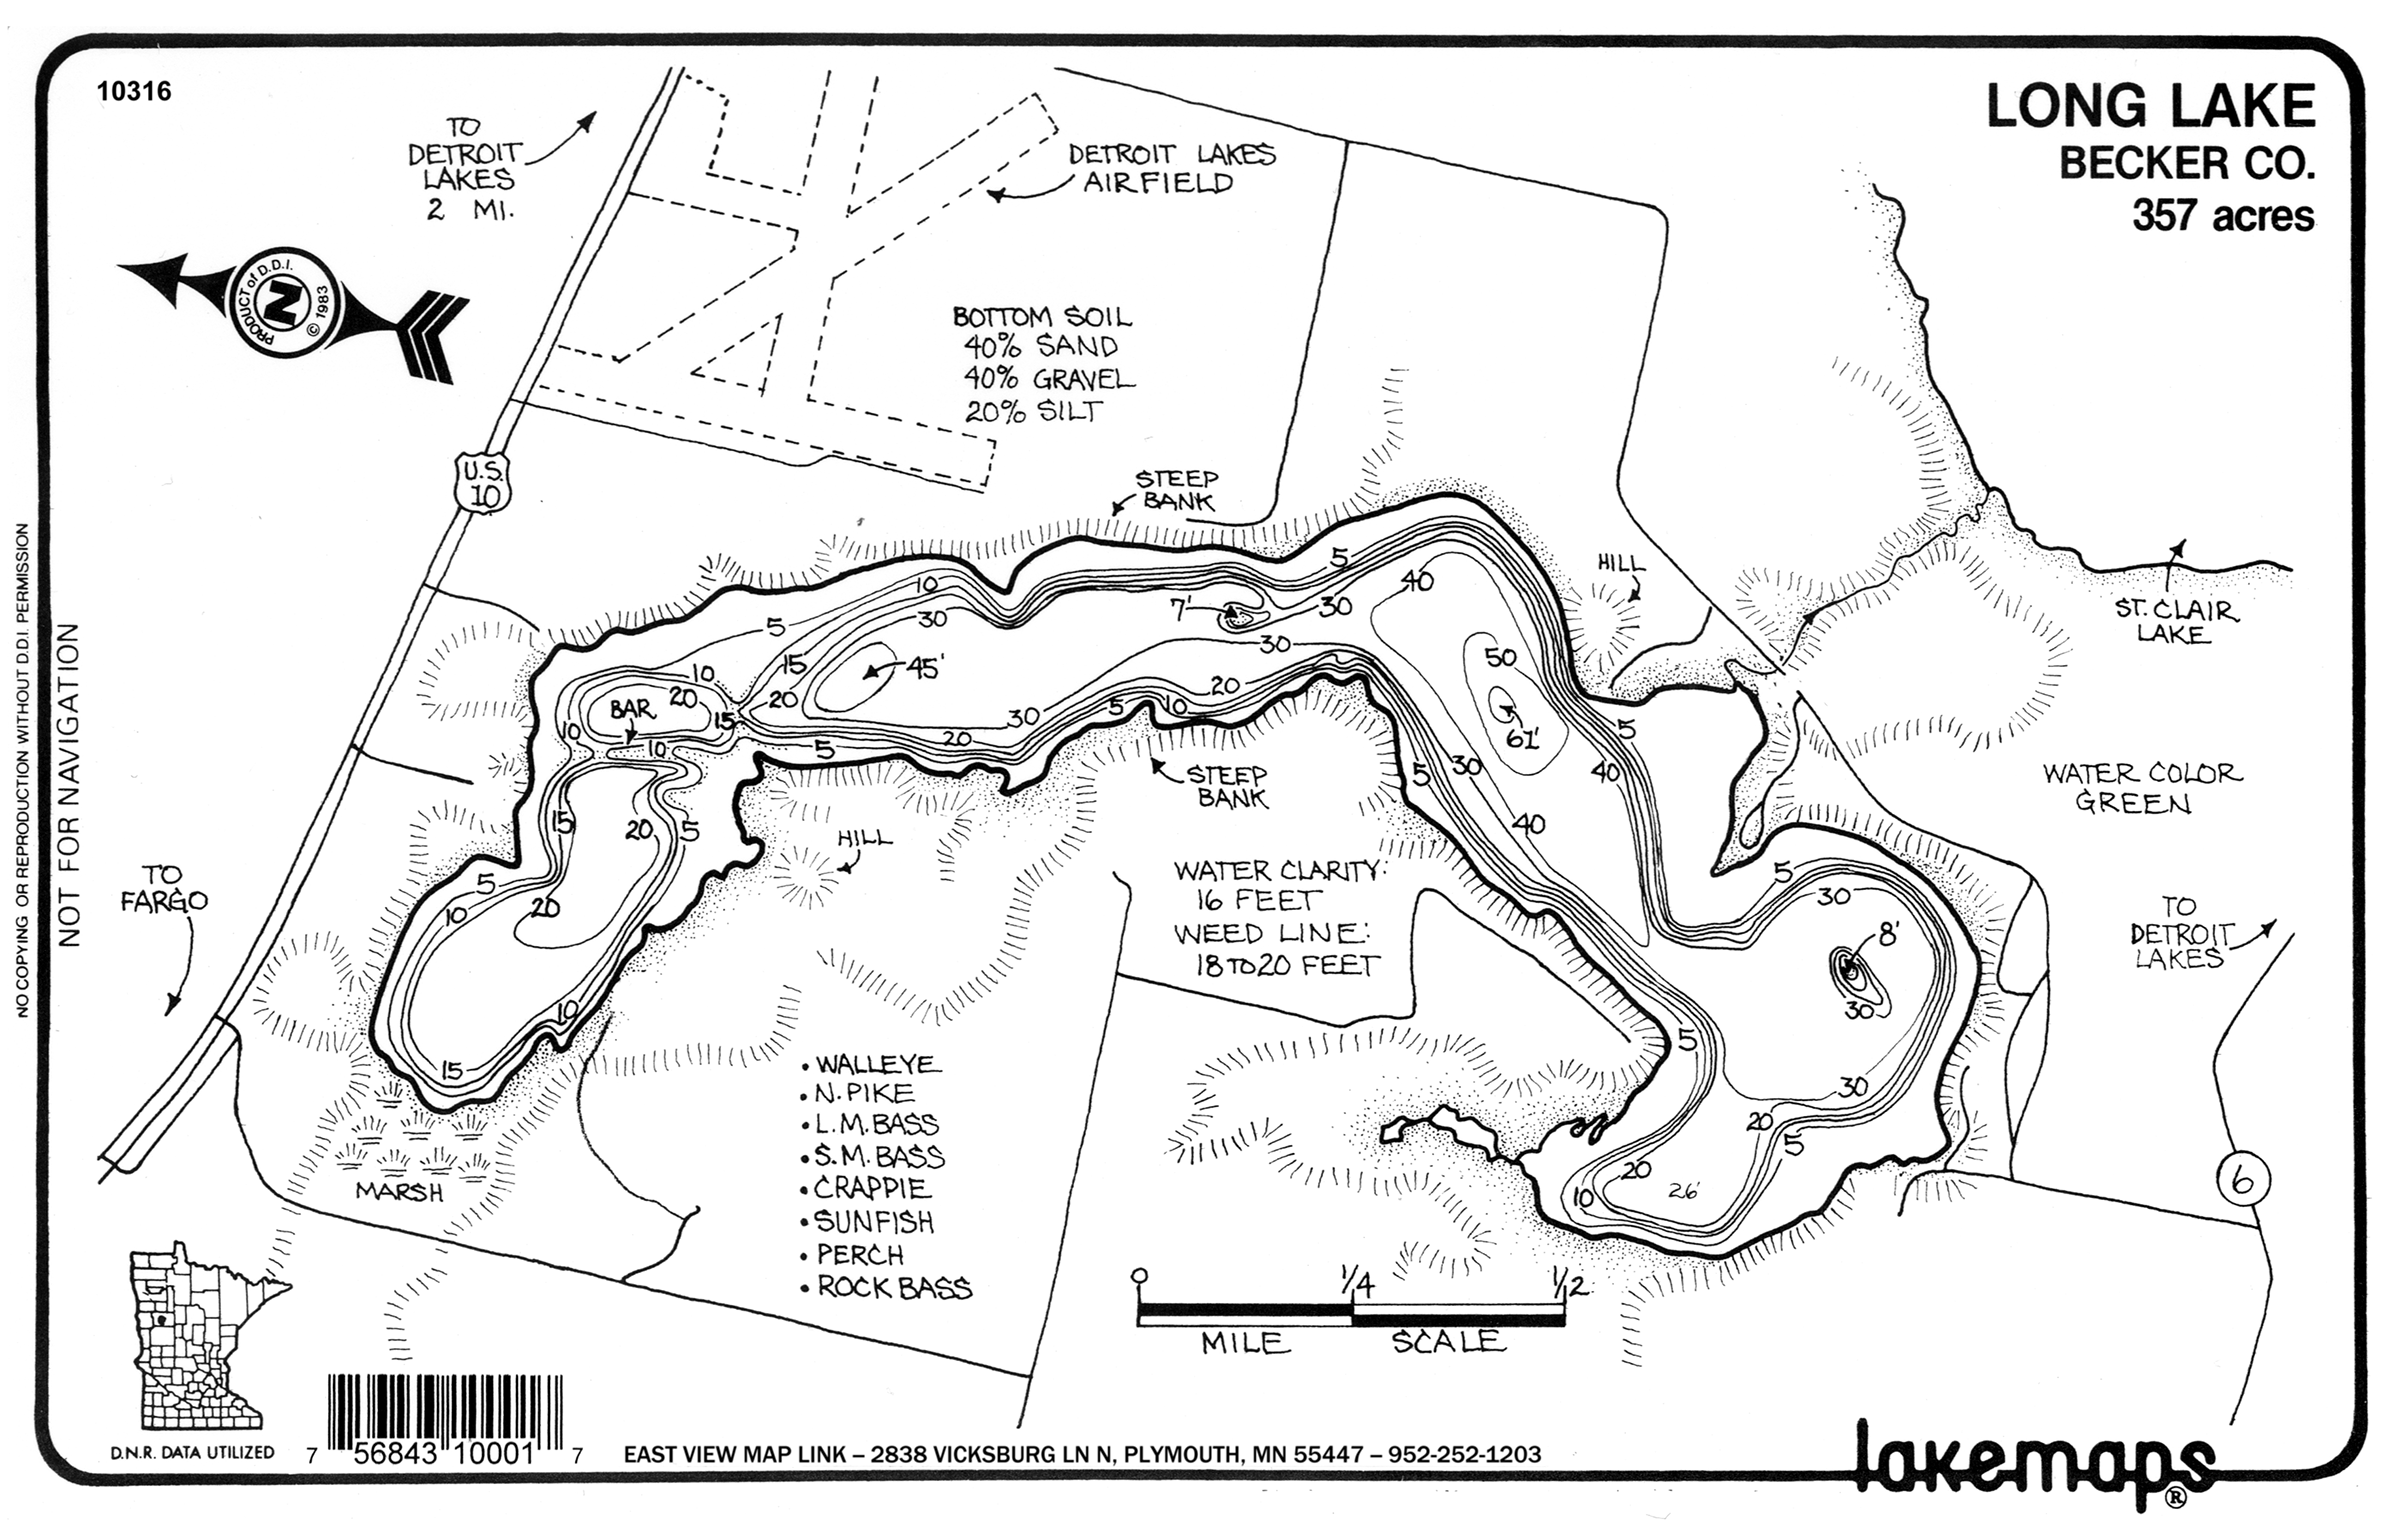 10316
LONG LAKE
BECKER CO.
357 acres
TO
DETROIT
LAKES
2 MI.
DETROIT LAKES
AIRFIELD
PRODUCT of D.D.I.
N
© 1983
BOTTOM SOIL
40% SAND
40% GRAVEL
20% SILT
U.S.
10
STEEP
BANK
HILL
ST. CLAIR
LAKE
NO COPYING OR REPRODUCTION WITHOUT D.D.I. PERMISSION
NOT FOR NAVIGATION
5
40
10
7'
30
30
5
30
50
15
45'
10
20
20
20
BAR
15
30
5
10
61'
5
10
10
20
5
STEEP
BANK
5
30
40
WATER COLOR
GREEN
15
20
5
HILL
40
TO
FARGO
WATER CLARITY:
16 FEET
WEED LINE:
18 TO 20 FEET
5
20
10
5
30
TO
DETROIT
LAKES
8'
30
10
15
5
30
20
5
20
26'
10
6
MARSH
• WALLEYE
• N. PIKE
• L.M. BASS
• S.M. BASS
• CRAPPIE
• SUNFISH
• PERCH
• ROCK BASS
0 1/4 1/2
MILE SCALE
D.N.R. DATA UTILIZED
7 56843 10001 7
EAST VIEW MAP LINK – 2838 VICKSBURG LN N, PLYMOUTH, MN 55447 – 952-252-1203
lakemaps®